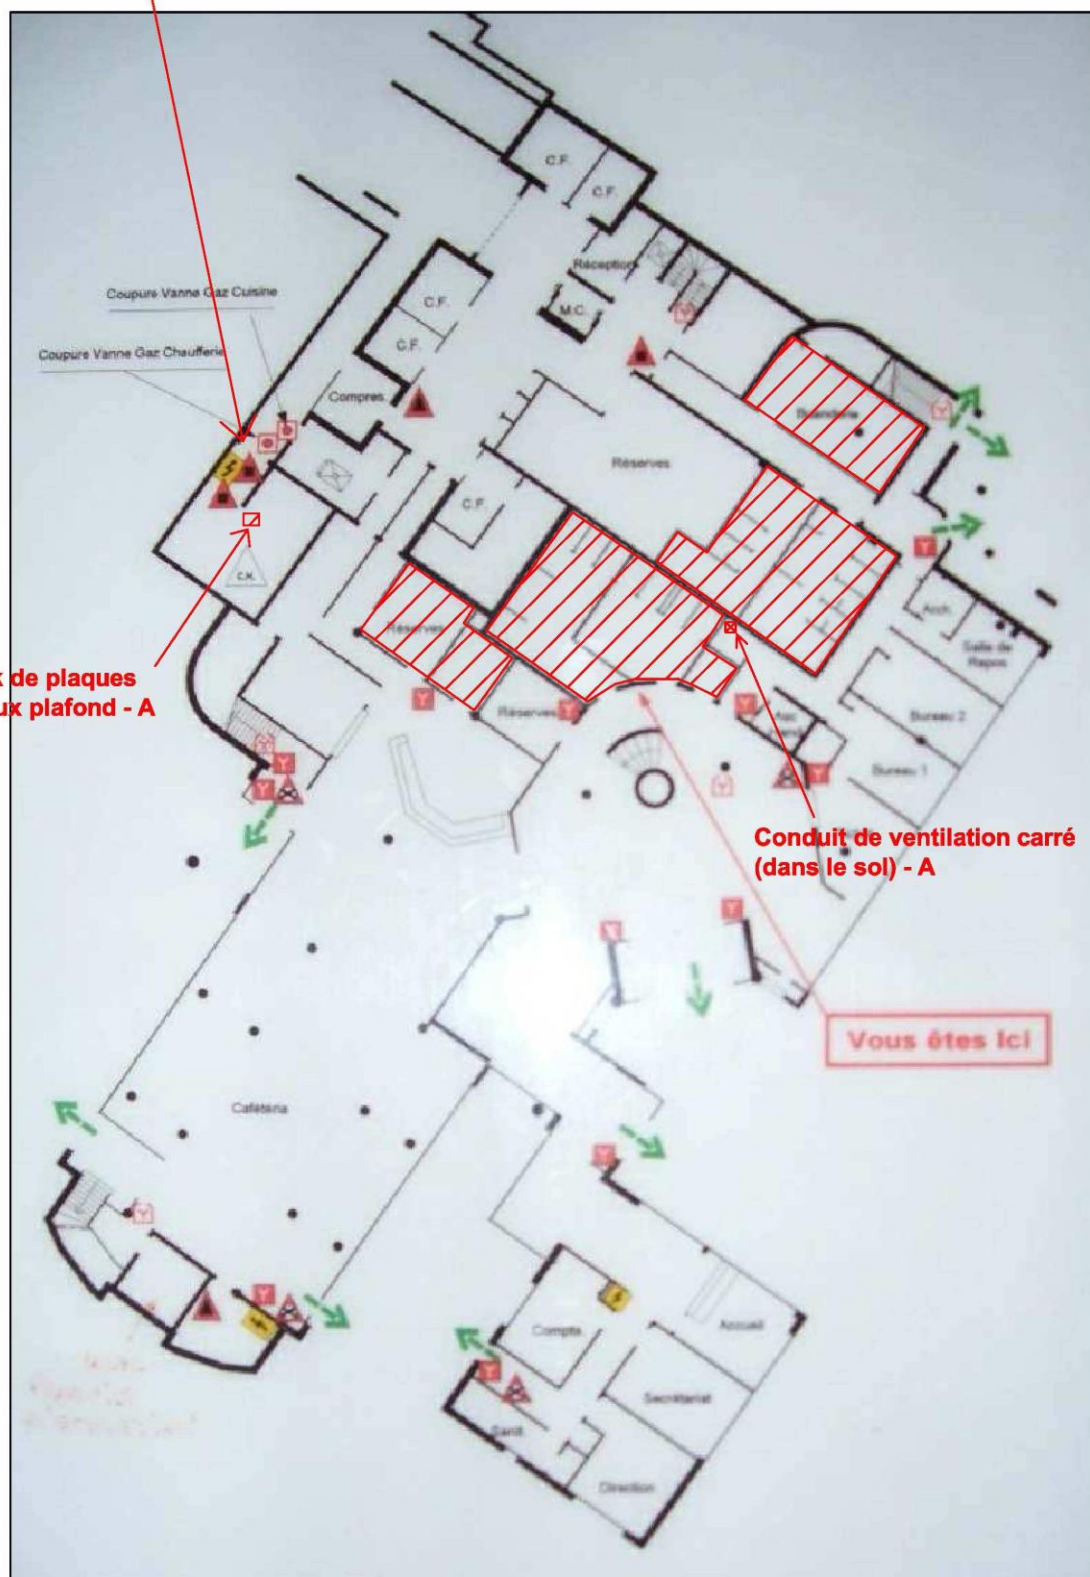 C.F.
C.F.
Réception
C.F.
M.C.
Coupure Vanne Gaz Cuisine
C.F.
Coupure Vanne Gaz Chaufferie
Compres.
Buanderie
Réserves
C.F.
C.H.
Arch.
Réserves
Salle de
Repos
de plaques
ux plafond - A
Réserves
Bureau 2
Bureau 1
Conduit de ventilation carré
(dans le sol) - A
Vous êtes Ici
Cafétéria
Compta.
Accueil
Secrétariat
Sanit.
Direction